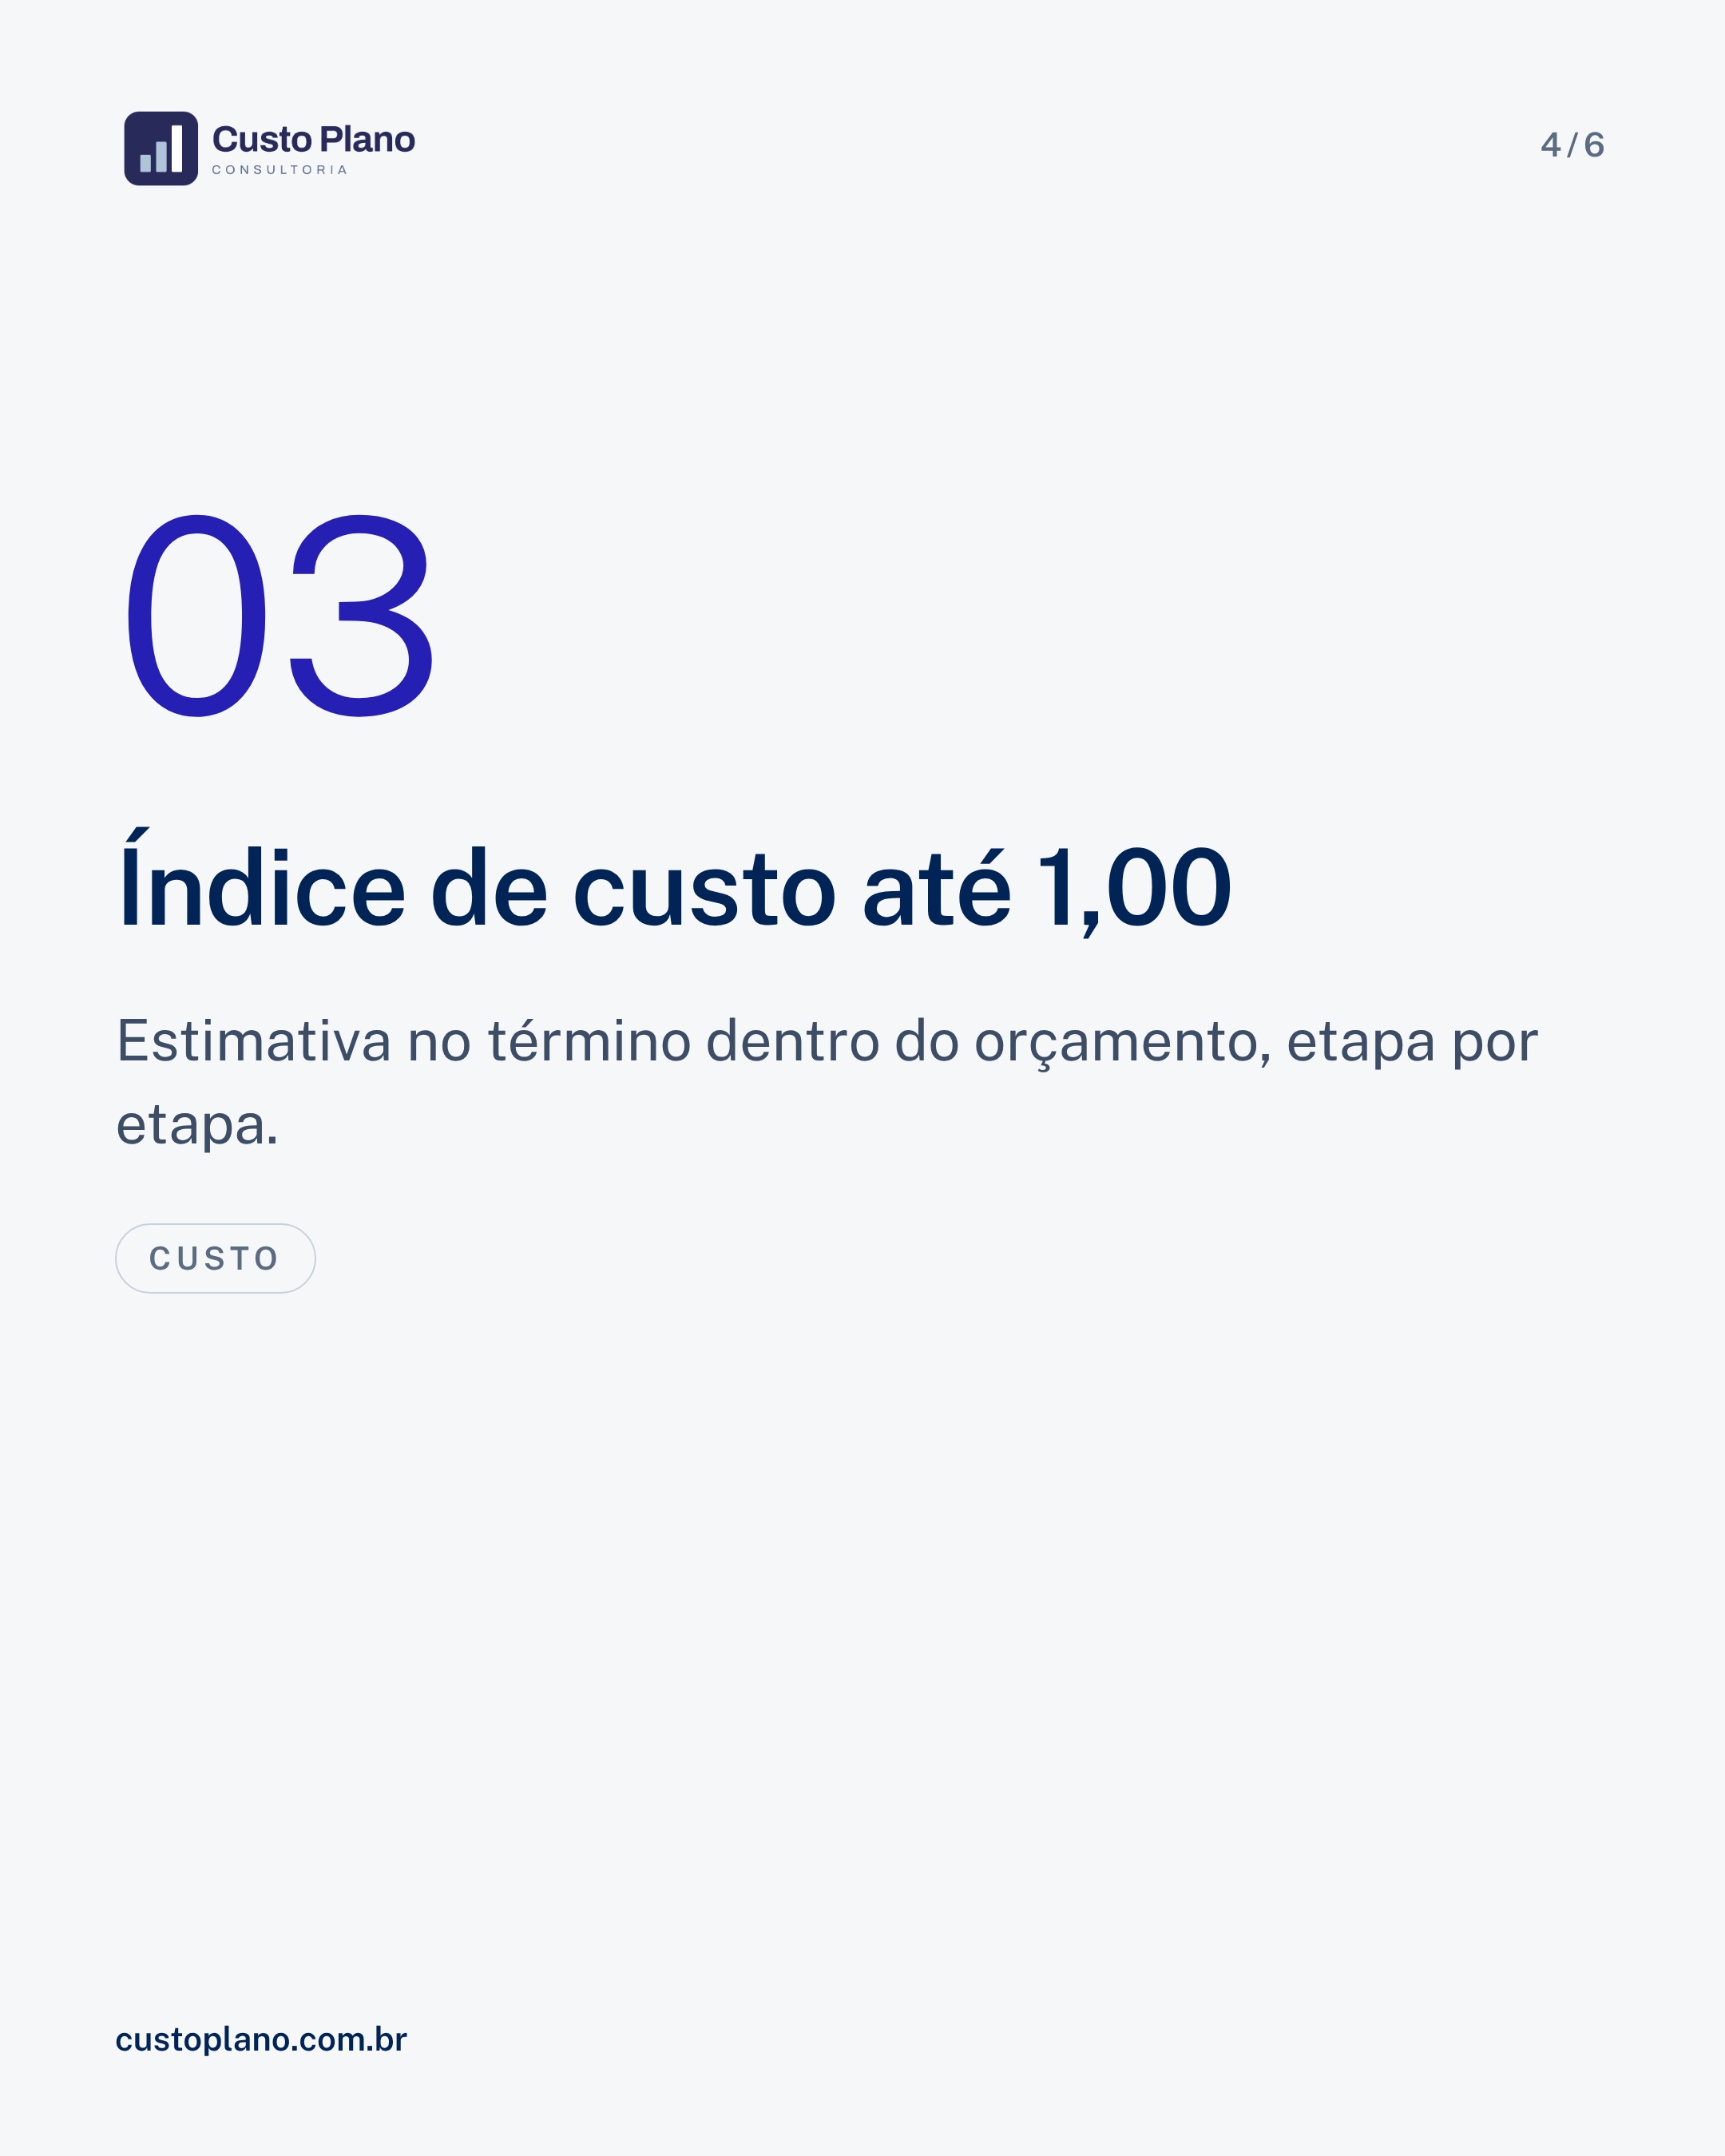 Custo Plano
CONSULTORIA
4/6
03
Índice de custo até 1,00
Estimativa no término dentro do orçamento, etapa por
etapa.
CUSTO
custoplano.com.br